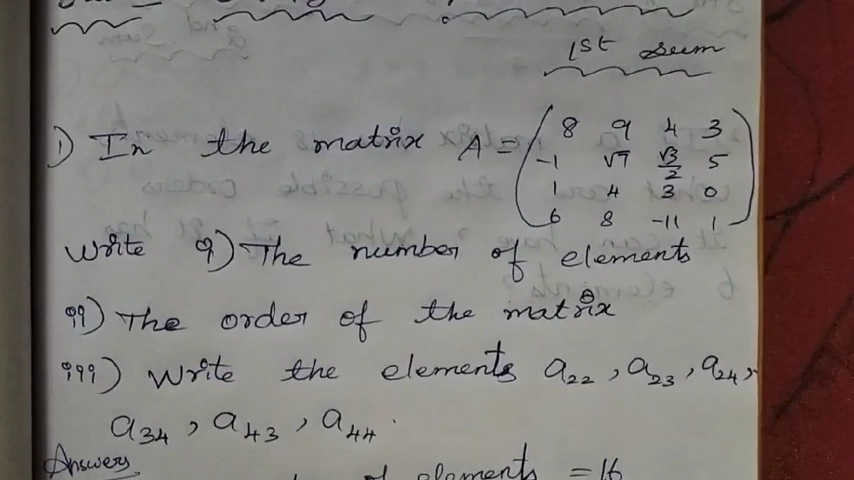 1st sum
1) In the matrix A = ( 8 9 4 3
-1 √7 √3/2 5
1 4 3 0
6 8 -11 1 )
Write i) The number of elements
ii) The order of the matrix
iii) Write the elements a22, a23, a24,
a34, a43, a44.
Answers
of elements = 16